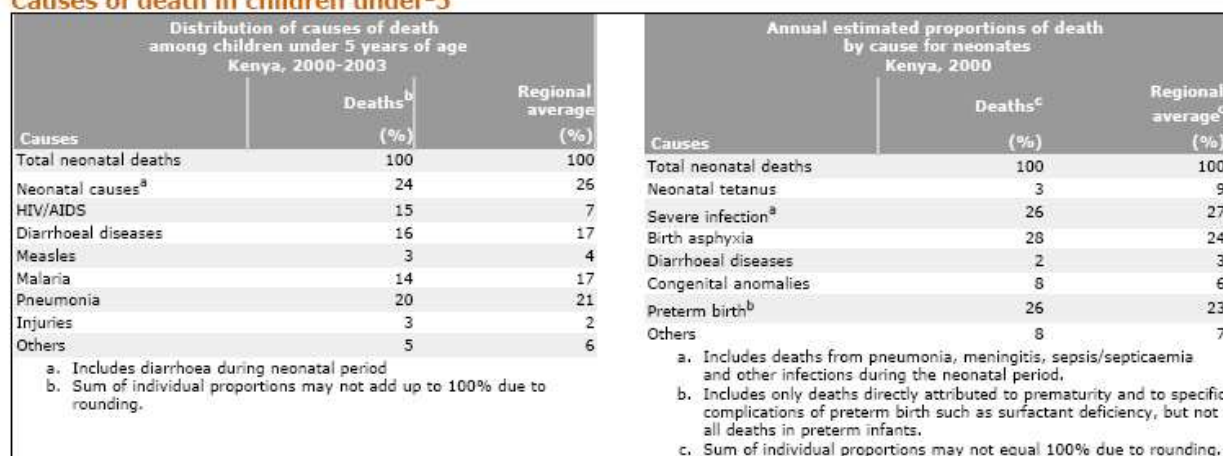 Causes of death in children under-5
Distribution of causes of death
among children under 5 years of age
Kenya, 2000-2003
Causes Deaths b (%) Regional average (%)
Total neonatal deaths 100 100
Neonatal causes a 24 26
HIV/AIDS 15 7
Diarrhoeal diseases 16 17
Measles 3 4
Malaria 14 17
Pneumonia 20 21
Injuries 3 2
Others 5 6
a. Includes diarrhoea during neonatal period
b. Sum of individual proportions may not add up to 100% due to
rounding.
Annual estimated proportions of death
by cause for neonates
Kenya, 2000
Causes Deaths c (%) Regional average c (%)
Total neonatal deaths 100 100
Neonatal tetanus 3 9
Severe infection a 26 27
Birth asphyxia 28 24
Diarrhoeal diseases 2 3
Congenital anomalies 8 6
Preterm birth b 26 23
Others 8 7
a. Includes deaths from pneumonia, meningitis, sepsis/septicaemia
and other infections during the neonatal period.
b. Includes only deaths directly attributed to prematurity and to specific
complications of preterm birth such as surfactant deficiency, but not
all deaths in preterm infants.
c. Sum of individual proportions may not equal 100% due to rounding.